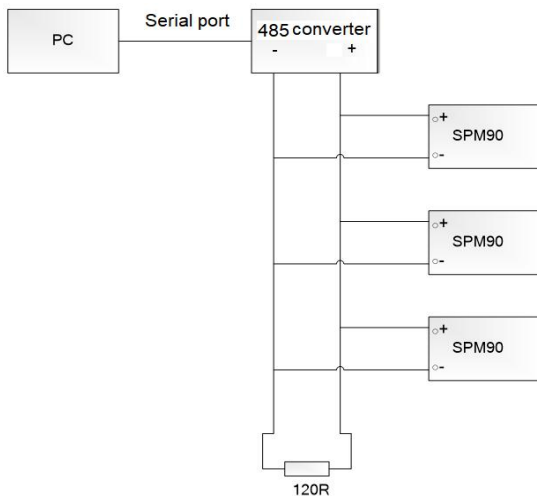 Serial port
PC
485 converter
- +
+
SPM90
-
+
SPM90
-
+
SPM90
-
120R